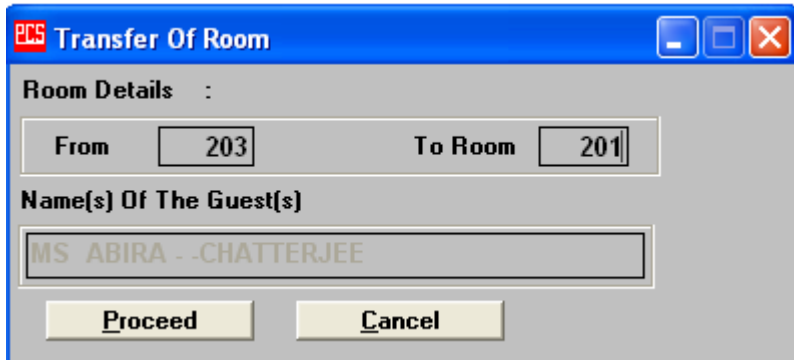 PCS Transfer Of Room
Room Details :
From 203 To Room 201
Name(s) Of The Guest(s)
MS ABIRA - -CHATTERJEE
Proceed Cancel